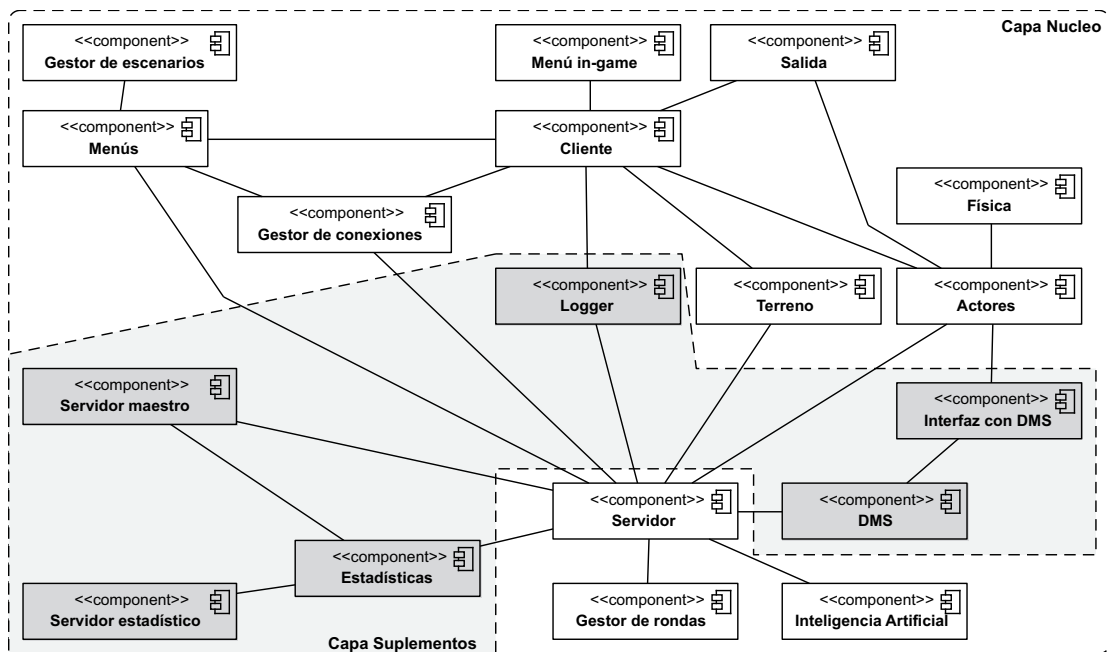 Capa Nucleo
<<component>>
Gestor de escenarios
<<component>>
Menú in-game
<<component>>
Salida
<<component>>
Menús
<<component>>
Cliente
<<component>>
Gestor de conexiones
<<component>>
Física
<<component>>
Logger
<<component>>
Terreno
<<component>>
Actores
<<component>>
Servidor maestro
<<component>>
Interfaz con DMS
<<component>>
Servidor
<<component>>
DMS
<<component>>
Estadísticas
<<component>>
Servidor estadístico
<<component>>
Gestor de rondas
<<component>>
Inteligencia Artificial
Capa Suplementos